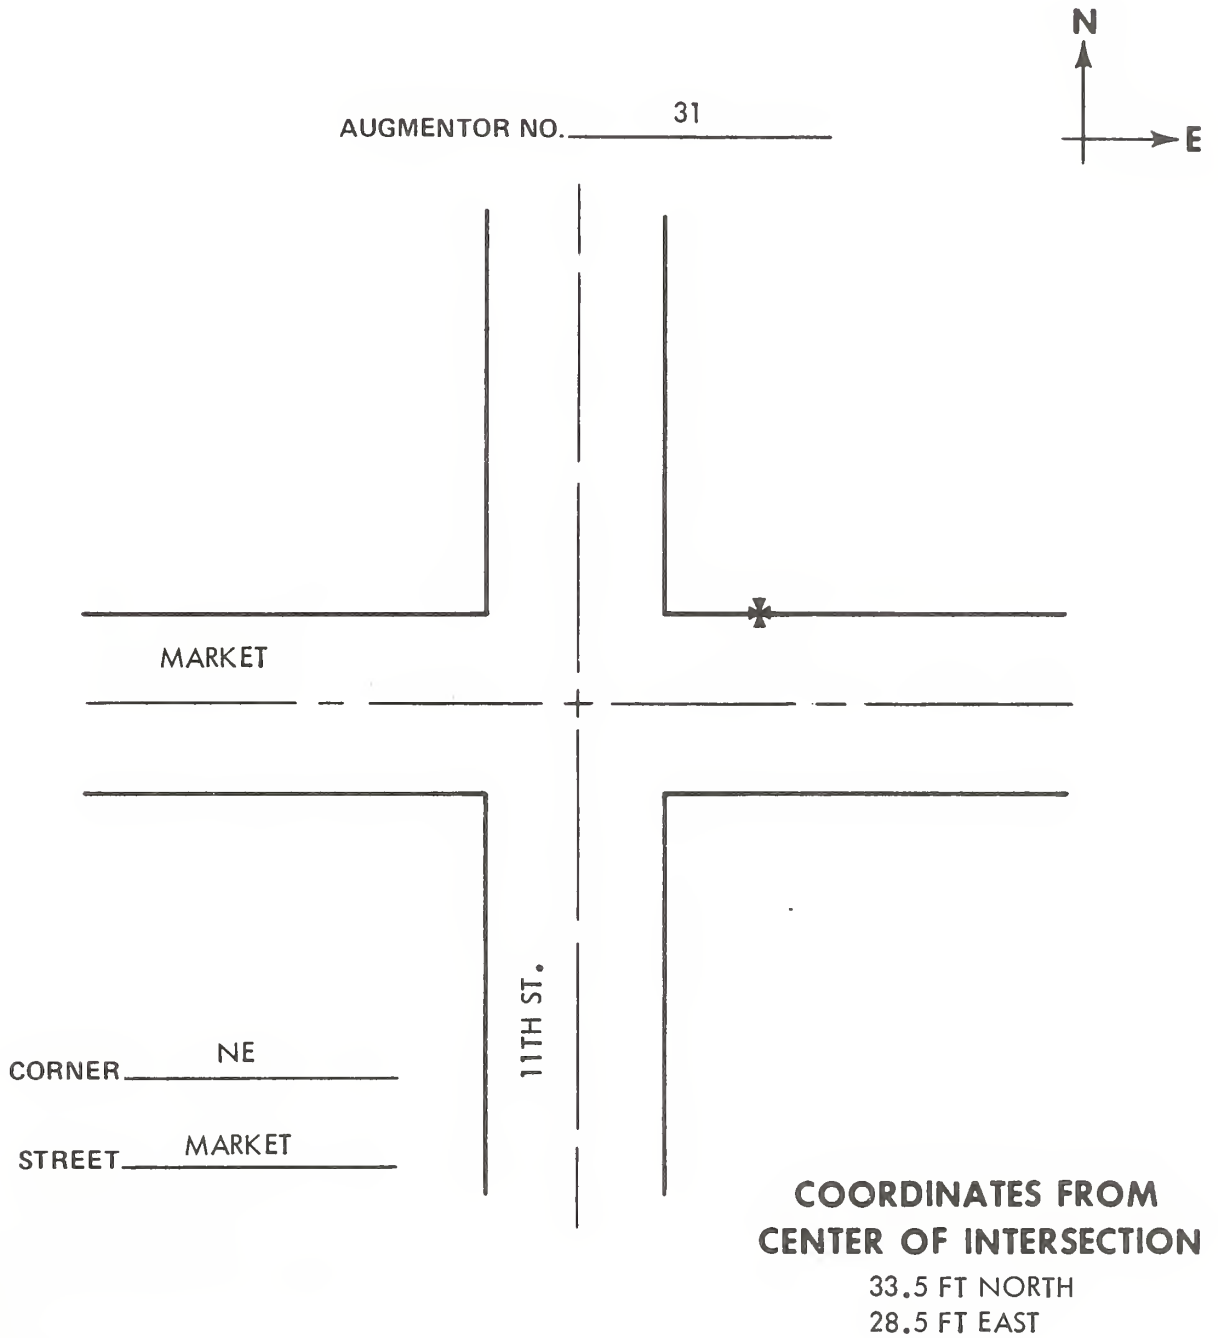 N
AUGMENTOR NO. 31
E
MARKET
11TH ST.
CORNER NE
STREET MARKET
COORDINATES FROM
CENTER OF INTERSECTION
33.5 FT NORTH
28.5 FT EAST